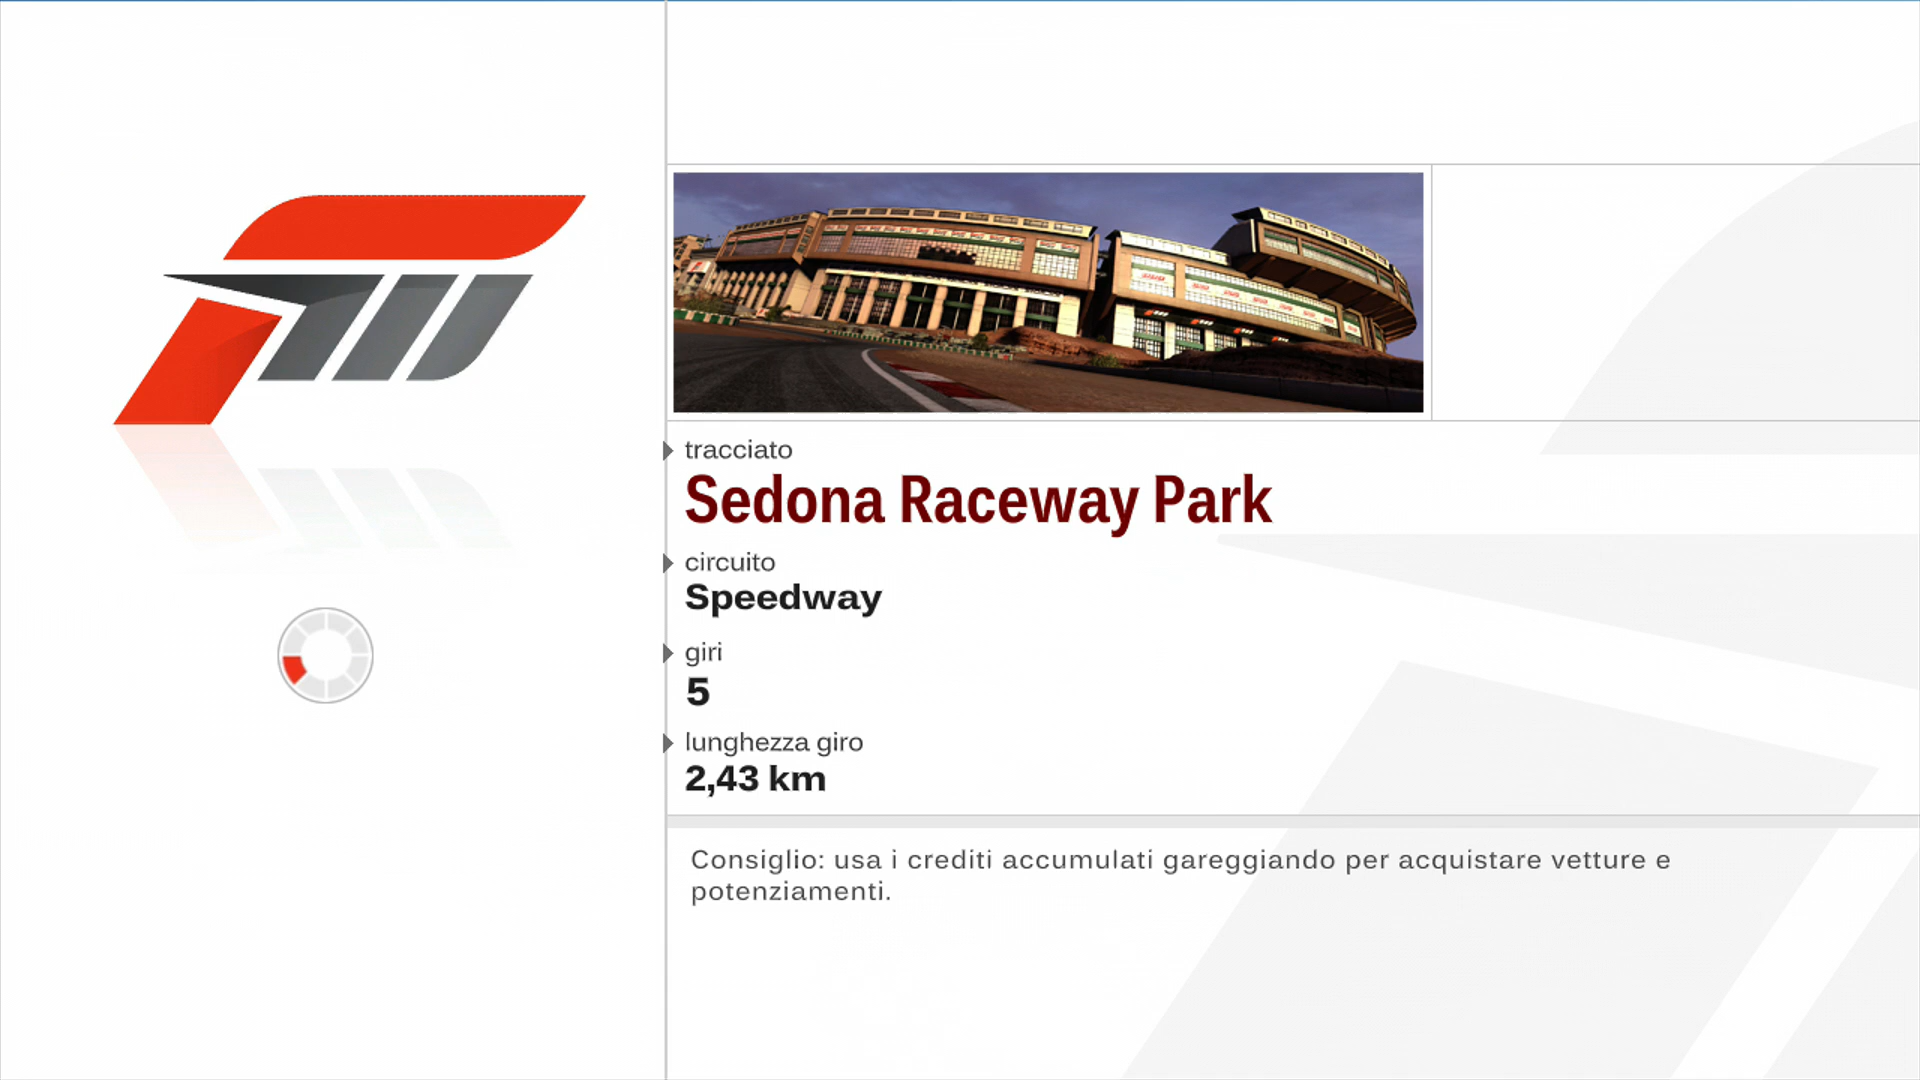 tracciato
Sedona Raceway Park
circuito
Speedway
giri
5
lunghezza giro
2,43 km
Consiglio: usa i crediti accumulati gareggiando per acquistare vetture e
potenziamenti.